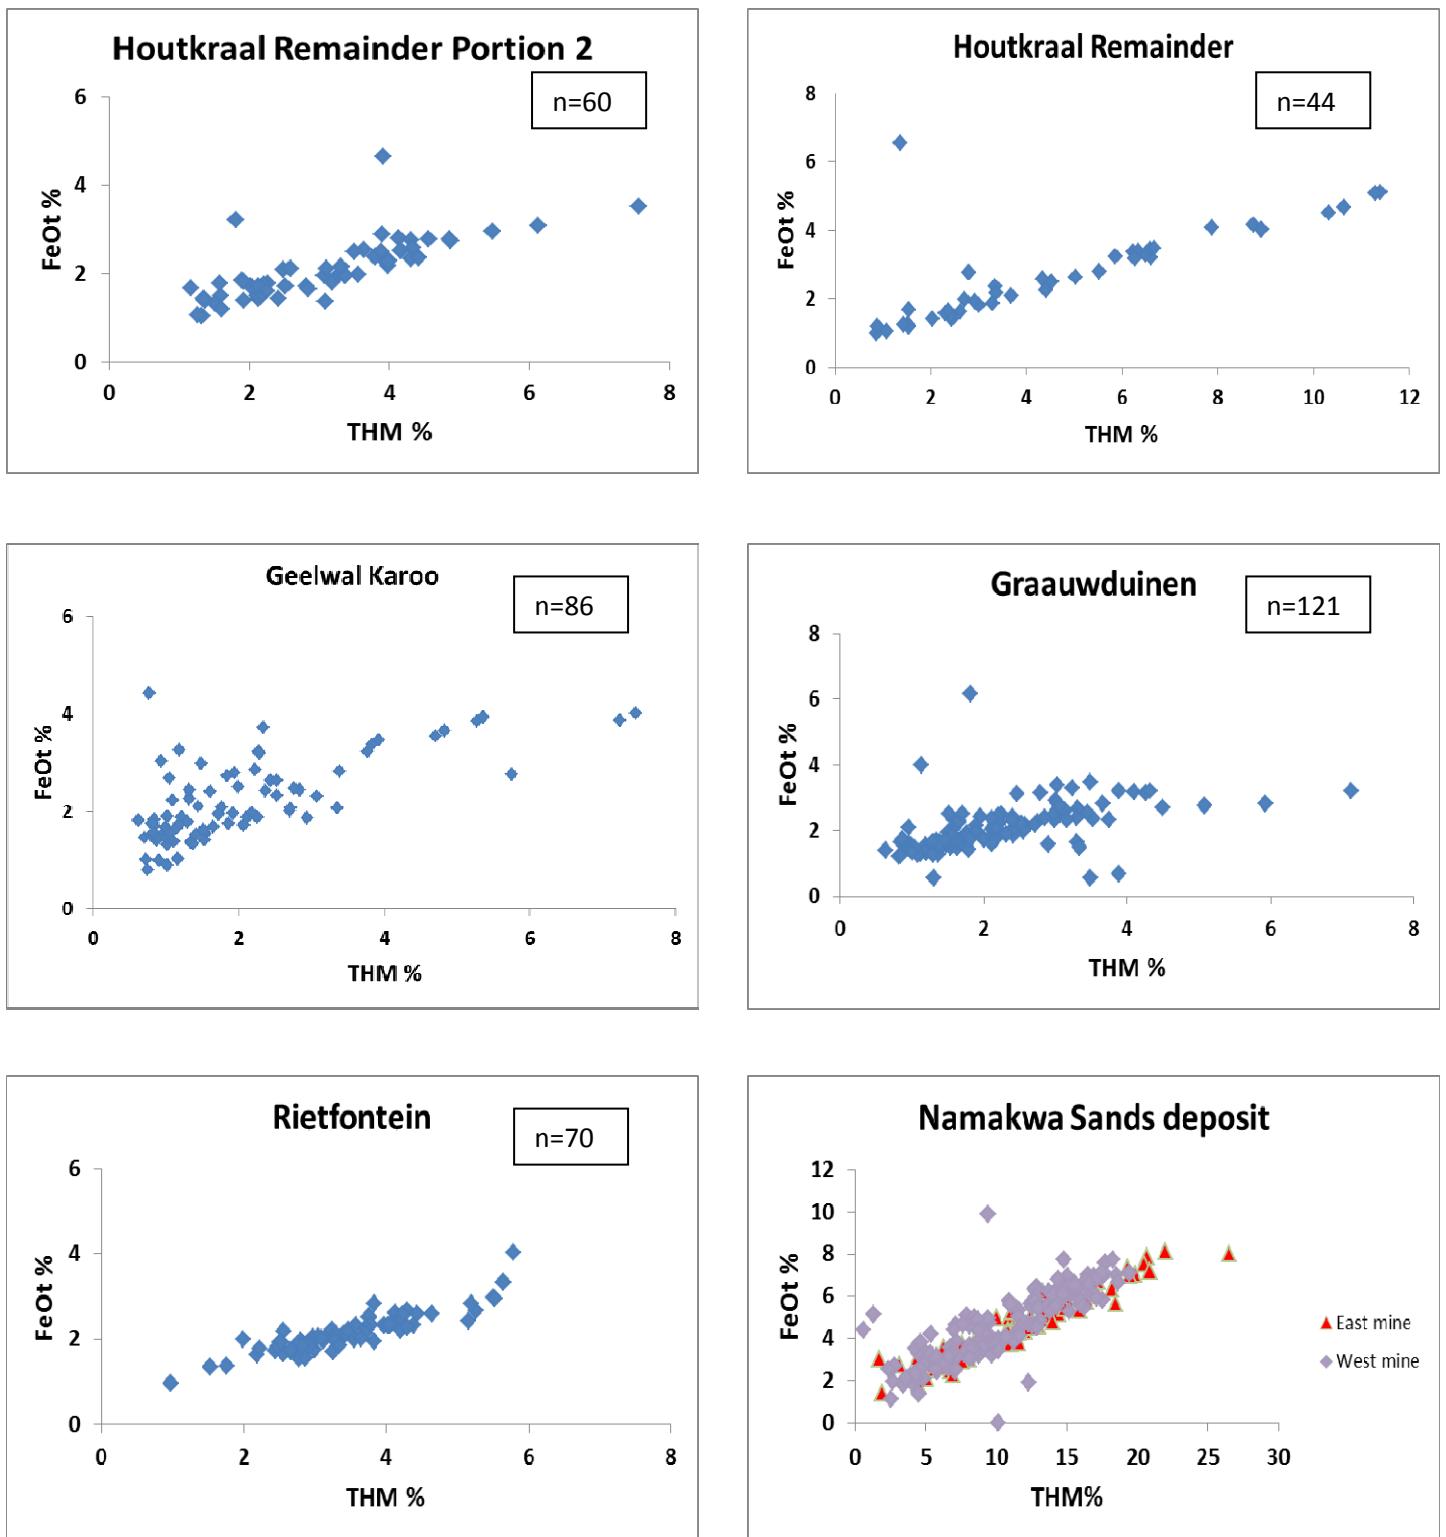 Houtkraal Remainder Portion 2
n=60
6
4
2
0
0 2 4 6 8
FeOt %
THM %
Houtkraal Remainder
n=44
8
6
4
2
0
0 2 4 6 8 10 12
FeOt %
THM %
Geelwal Karoo
n=86
6
4
2
0
0 2 4 6 8
FeOt %
THM %
Graauwduinen
n=121
8
6
4
2
0
0 2 4 6 8
FeOt %
THM %
Rietfontein
n=70
6
4
2
0
0 2 4 6 8
FeOt %
THM %
Namakwa Sands deposit
12
10
8
6
4
2
0
0 5 10 15 20 25 30
FeOt %
THM%
East mine
West mine